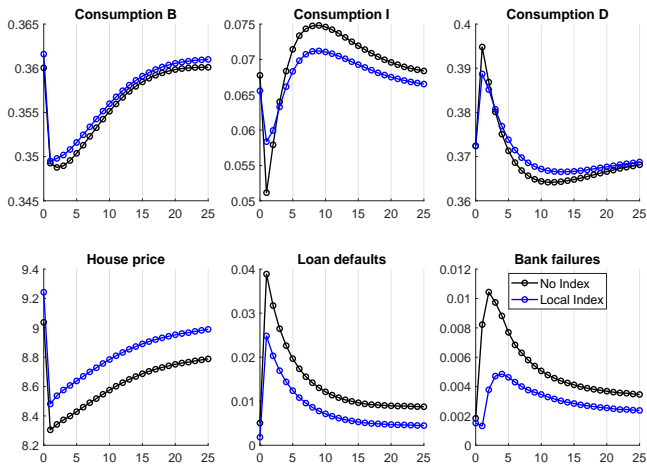 Consumption B
0.365
0.36
0.355
0.35
0.345
0 5 10 15 20 25
Consumption I
0.075
0.07
0.065
0.06
0.055
0.05
0 5 10 15 20 25
Consumption D
0.4
0.39
0.38
0.37
0.36
0 5 10 15 20 25
House price
9.4
9.2
9
8.8
8.6
8.4
8.2
0 5 10 15 20 25
Loan defaults
0.04
0.03
0.02
0.01
0
0 5 10 15 20 25
Bank failures
0.012
0.01
0.008
0.006
0.004
0.002
0
0 5 10 15 20 25
No Index
Local Index